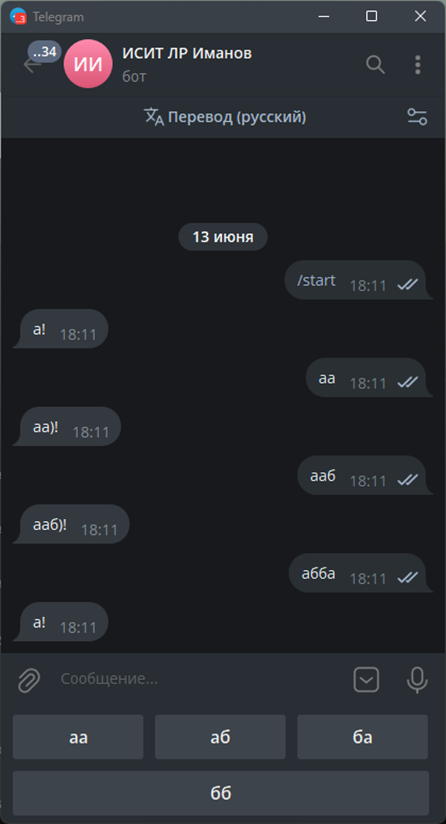 Telegram
..34
ИИ
ИСИТ ЛР Иманов
бот
Перевод (русский)
13 июня
/start 18:11
а! 18:11
аа 18:11
аа)! 18:11
ааб 18:11
ааб)! 18:11
абба 18:11
а! 18:11
Сообщение...
аа аб ба
бб